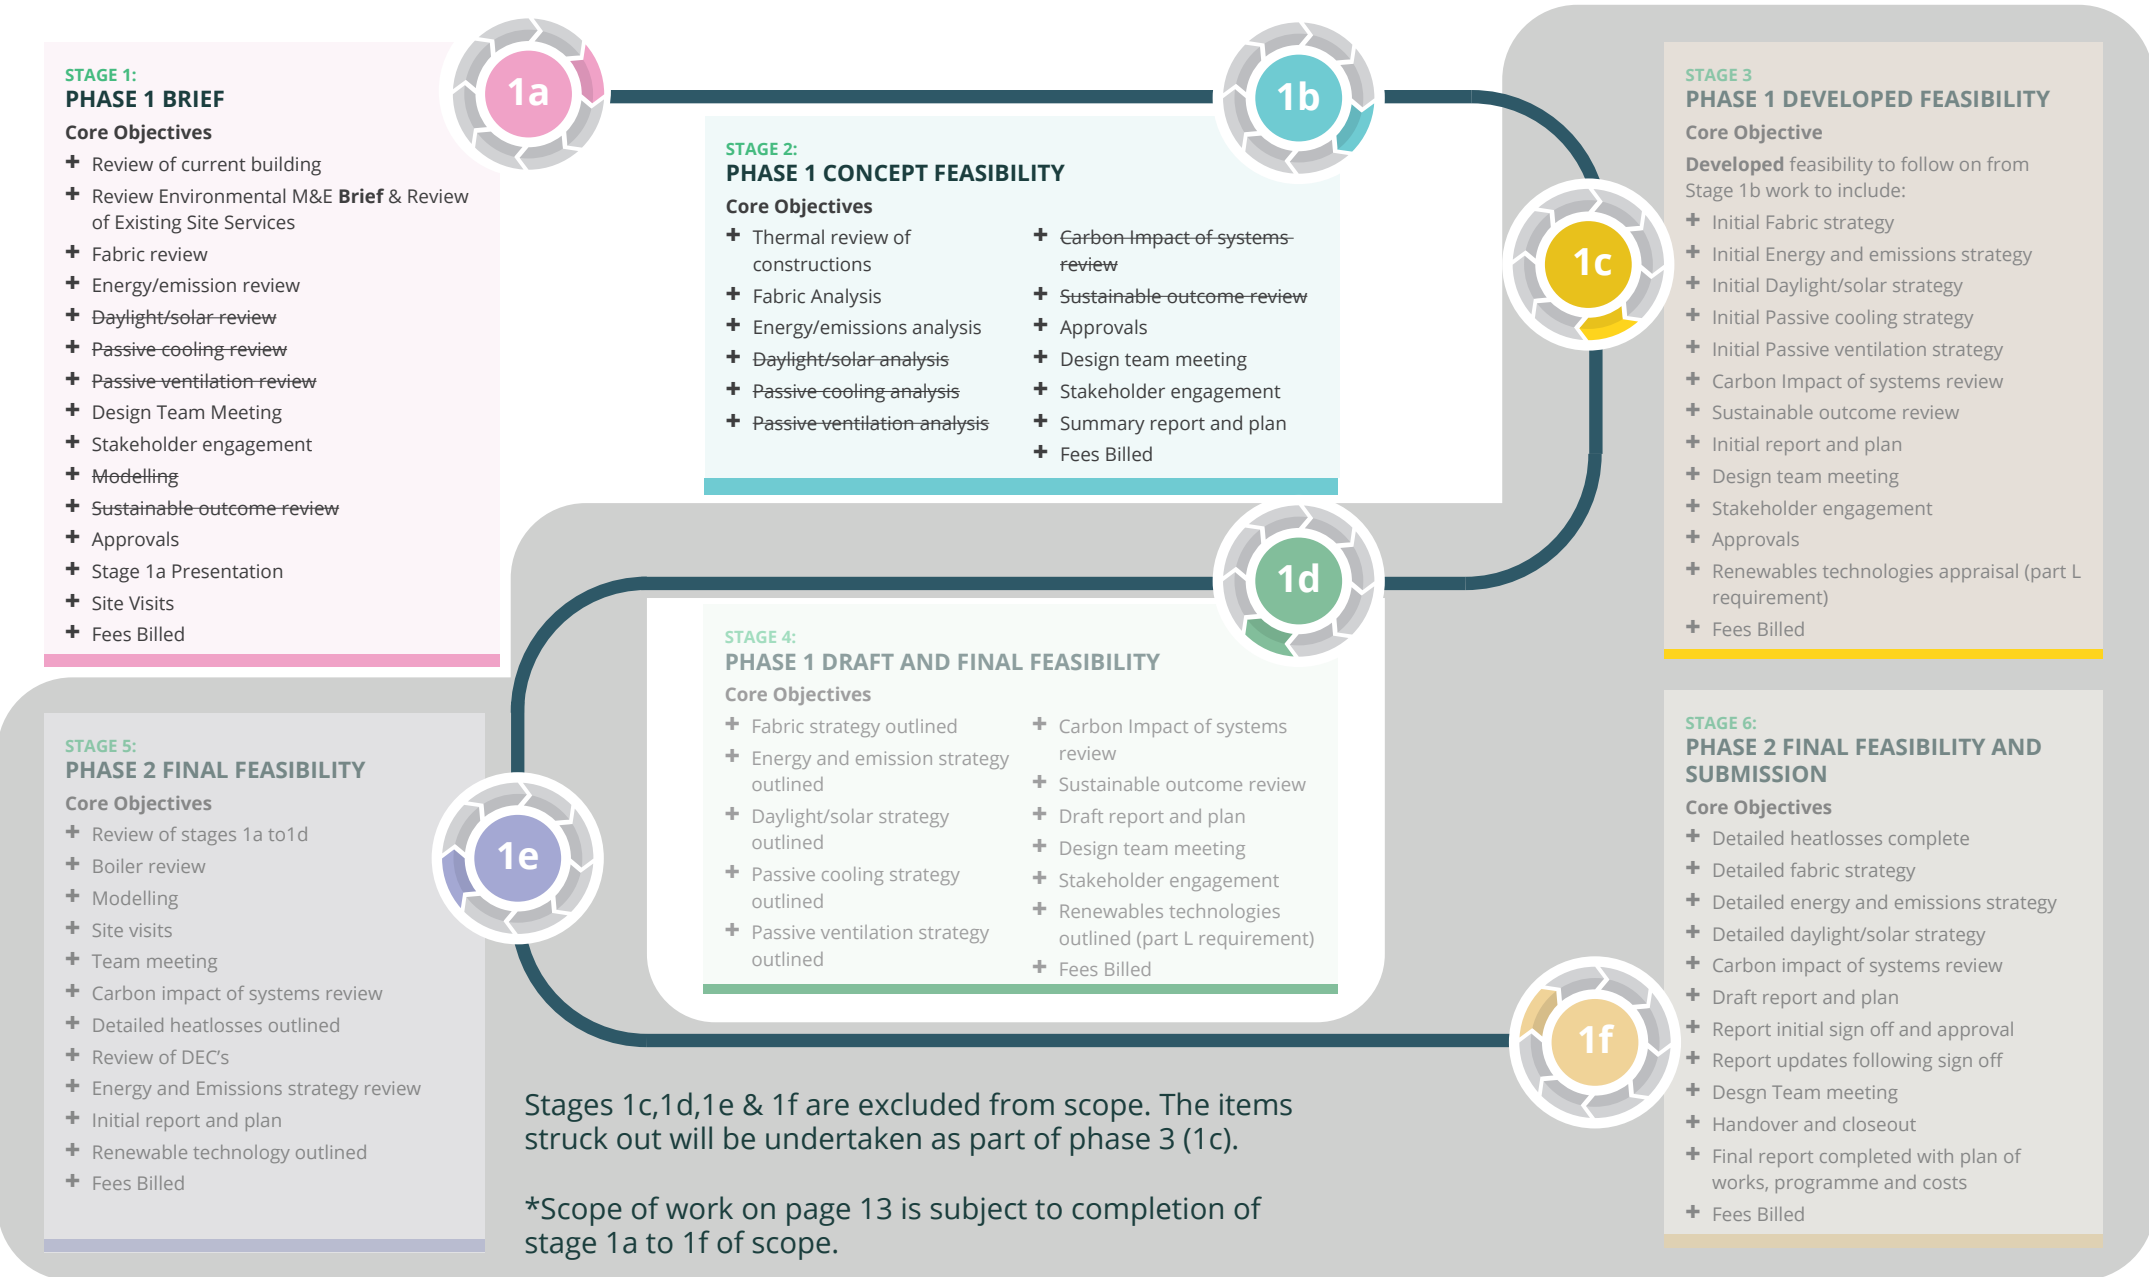 1a
STAGE 1:
PHASE 1 BRIEF
Core Objectives
+ Review of current building
+ Review Environmental M&E Brief & Review
of Existing Site Services
+ Fabric review
+ Energy/emission review
+ Daylight/solar review
+ Passive cooling review
+ Passive ventilation review
+ Design Team Meeting
+ Stakeholder engagement
+ Modelling
+ Sustainable outcome review
+ Approvals
+ Stage 1a Presentation
+ Site Visits
+ Fees Billed
1b
STAGE 2:
PHASE 1 CONCEPT FEASIBILITY
Core Objectives
+ Thermal review of
constructions
+ Fabric Analysis
+ Energy/emissions analysis
+ Daylight/solar analysis
+ Passive cooling analysis
+ Passive ventilation analysis
+ Carbon Impact of systems
review
+ Sustainable outcome review
+ Approvals
+ Design team meeting
+ Stakeholder engagement
+ Summary report and plan
+ Fees Billed
1c
STAGE 3
PHASE 1 DEVELOPED FEASIBILITY
Core Objective
Developed feasibility to follow on from
Stage 1b work to include:
+ Initial Fabric strategy
+ Initial Energy and emissions strategy
+ Initial Daylight/solar strategy
+ Initial Passive cooling strategy
+ Initial Passive ventilation strategy
+ Carbon Impact of systems review
+ Sustainable outcome review
+ Initial report and plan
+ Design team meeting
+ Stakeholder engagement
+ Approvals
+ Renewables technologies appraisal (part L
requirement)
+ Fees Billed
1d
STAGE 4:
PHASE 1 DRAFT AND FINAL FEASIBILITY
Core Objectives
+ Fabric strategy outlined
+ Energy and emission strategy
outlined
+ Daylight/solar strategy
outlined
+ Passive cooling strategy
outlined
+ Passive ventilation strategy
outlined
+ Carbon Impact of systems
review
+ Sustainable outcome review
+ Draft report and plan
+ Design team meeting
+ Stakeholder engagement
+ Renewables technologies
outlined (part L requirement)
+ Fees Billed
1e
STAGE 5:
PHASE 2 FINAL FEASIBILITY
Core Objectives
+ Review of stages 1a to1d
+ Boiler review
+ Modelling
+ Site visits
+ Team meeting
+ Carbon impact of systems review
+ Detailed heatlosses outlined
+ Review of DEC's
+ Energy and Emissions strategy review
+ Initial report and plan
+ Renewable technology outlined
+ Fees Billed
1f
STAGE 6:
PHASE 2 FINAL FEASIBILITY AND
SUBMISSION
Core Objectives
+ Detailed heatlosses complete
+ Detailed fabric strategy
+ Detailed energy and emissions strategy
+ Detailed daylight/solar strategy
+ Carbon impact of systems review
+ Draft report and plan
+ Report initial sign off and approval
+ Report updates following sign off
+ Desgn Team meeting
+ Handover and closeout
+ Final report completed with plan of
works, programme and costs
+ Fees Billed
Stages 1c,1d,1e & 1f are excluded from scope. The items
struck out will be undertaken as part of phase 3 (1c).
*Scope of work on page 13 is subject to completion of
stage 1a to 1f of scope.